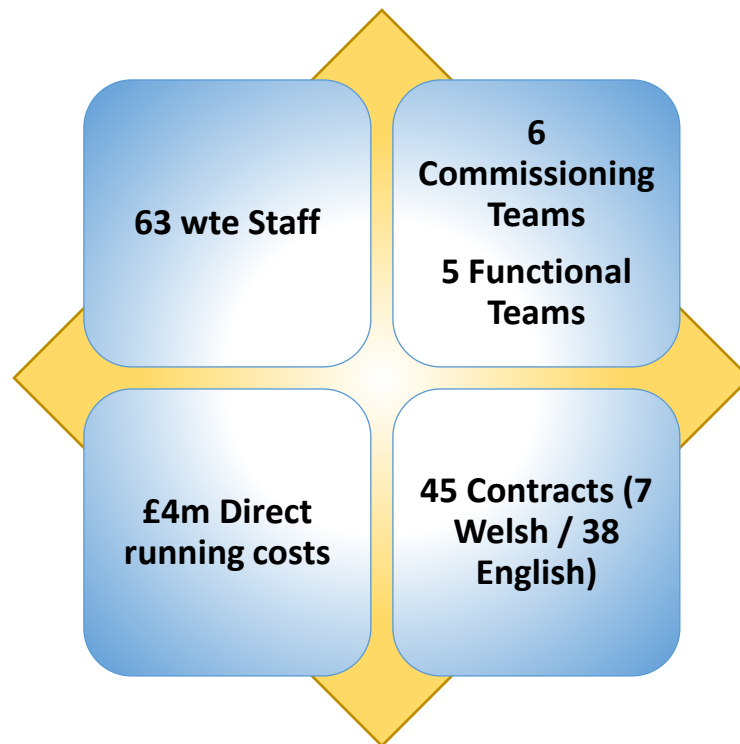 63 wte Staff
6
Commissioning
Teams
5 Functional
Teams
£4m Direct
running costs
45 Contracts (7
Welsh / 38
English)